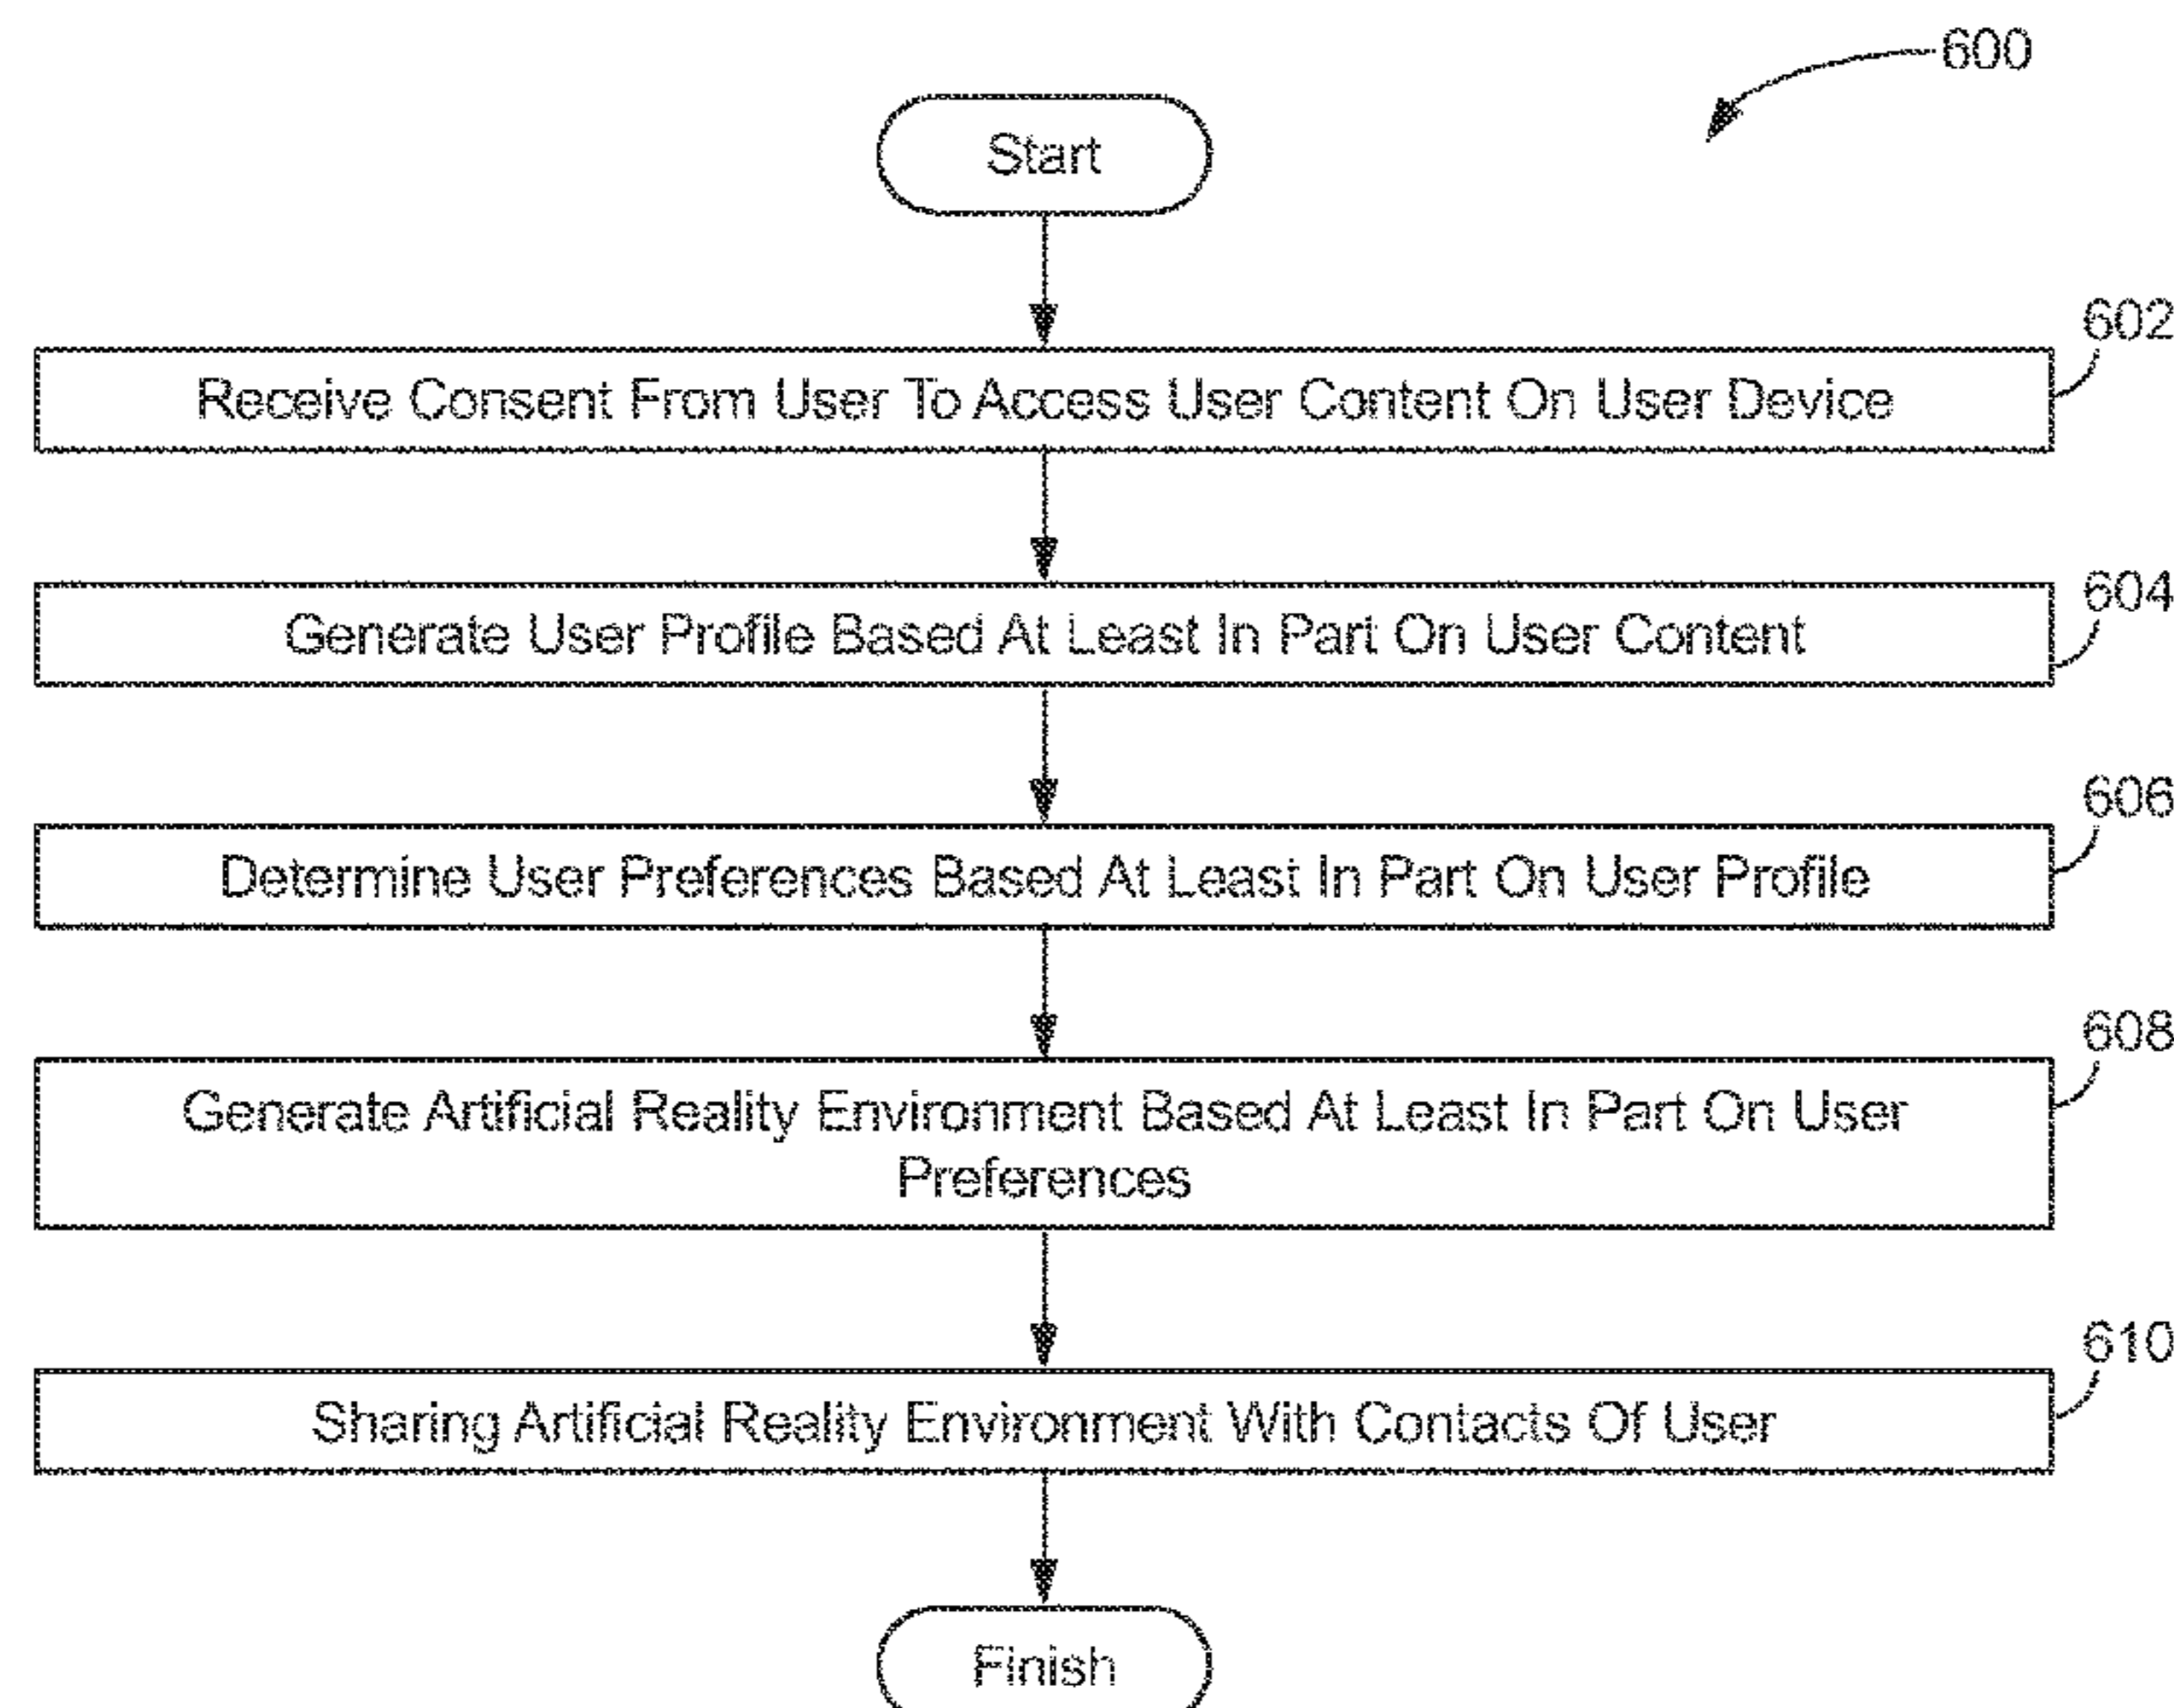 600
Start
602
Receive Consent From User To Access User Content On User Device
604
Generate User Profile Based At Least In Part On User Content
606
Determine User Preferences Based At Least In Part On User Profile
608
Generate Artificial Reality Environment Based At Least In Part On User
Preferences
610
Sharing Artificial Reality Environment With Contacts Of User
Finish